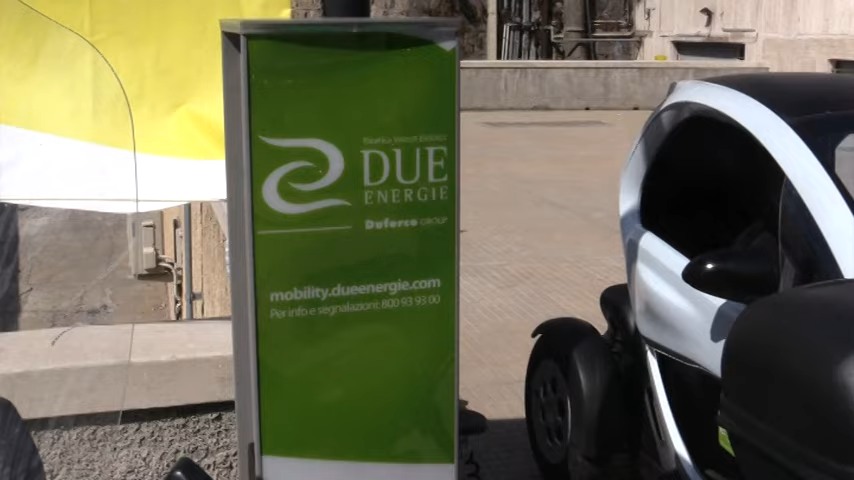 DUE
ENERGIE
Duferco GROUP
mobility.dueenergie.com
Per info e segnalazioni: 800 93 93 00